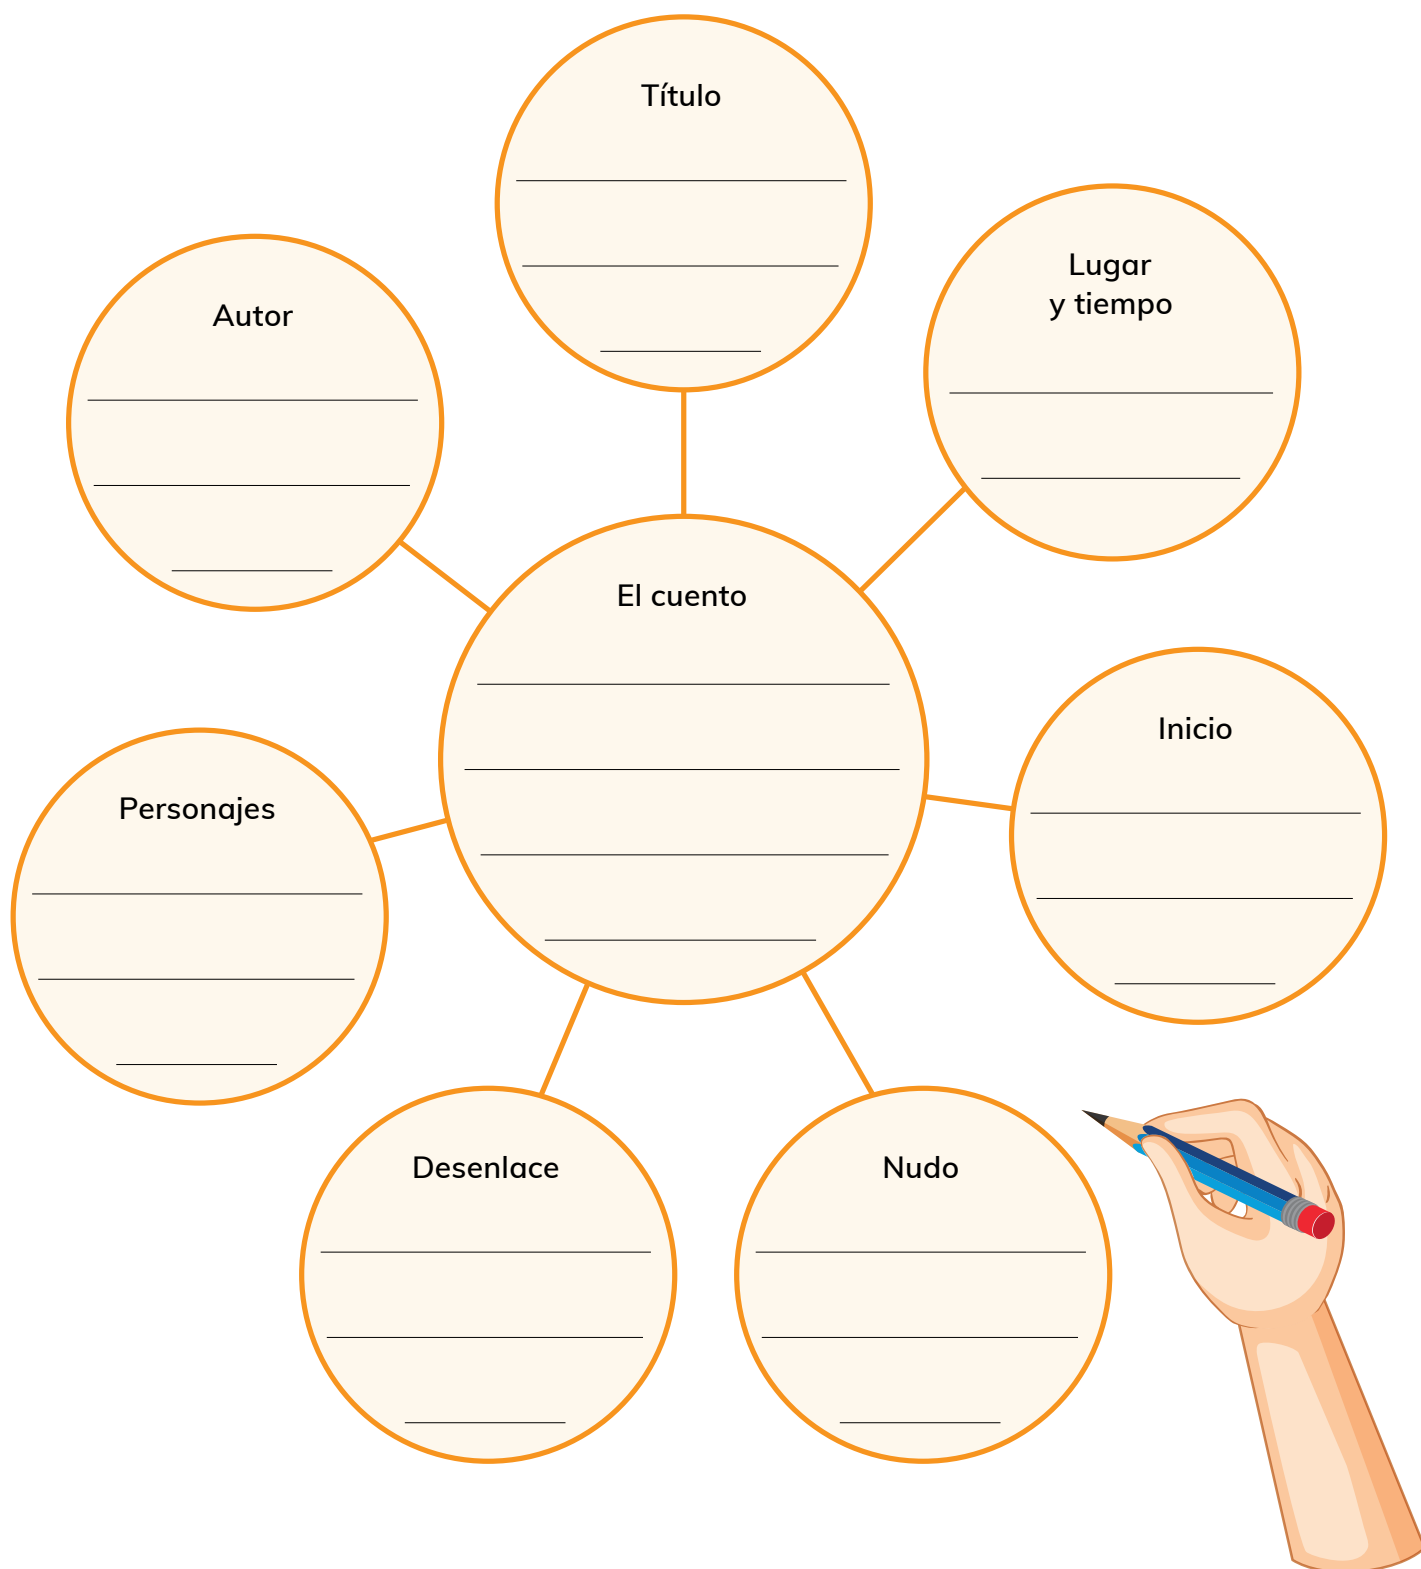 Título
Lugar
y tiempo
Autor
El cuento
Inicio
Personajes
Desenlace
Nudo